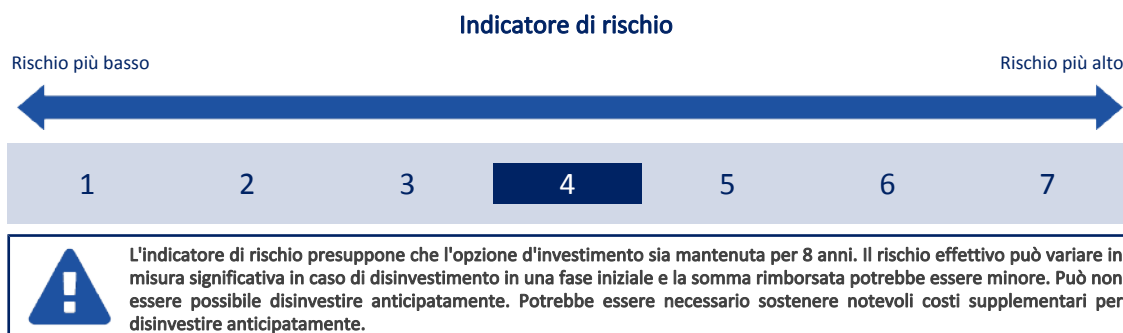 Indicatore di rischio
Rischio più basso
Rischio più alto
1 2 3 4 5 6 7
L'indicatore di rischio presuppone che l'opzione d'investimento sia mantenuta per 8 anni. Il rischio effettivo può variare in
misura significativa in caso di disinvestimento in una fase iniziale e la somma rimborsata potrebbe essere minore. Può non
essere possibile disinvestire anticipatamente. Potrebbe essere necessario sostenere notevoli costi supplementari per
disinvestire anticipatamente.